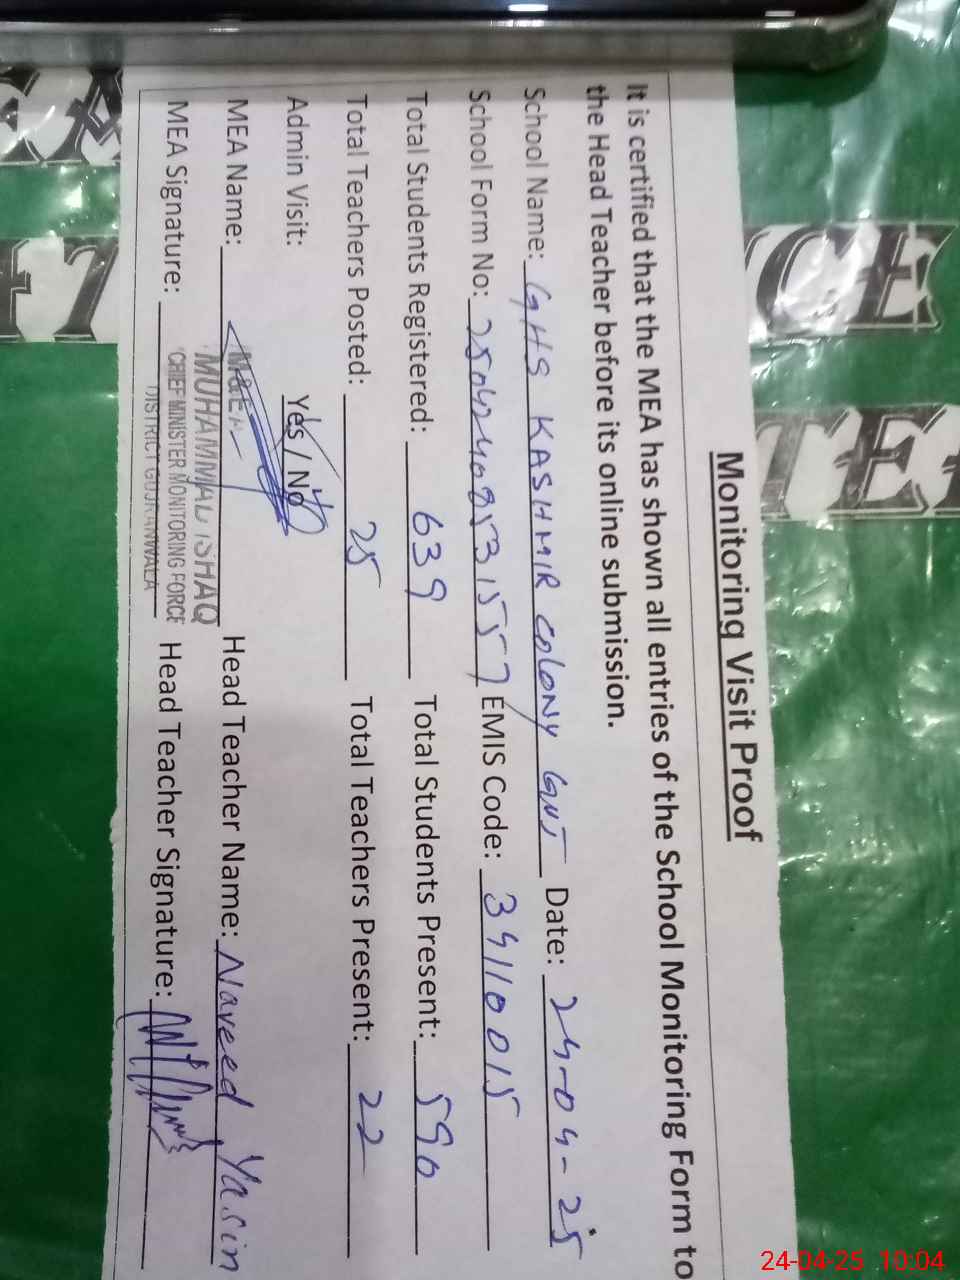 Monitoring Visit Proof
It is certified that the MEA has shown all entries of the School Monitoring Form to
the Head Teacher before its online submission.
School Name: GHS KASHMIR COLONY GWJ Date: 24-04-25
School Form No: EMIS Code: 34110015
Total Students Registered: 639 Total Students Present: 590
Total Teachers Posted: 25 Total Teachers Present: 22
Admin Visit: Yes / No
MEA Name: MUHAMMAD ISHAQ Head Teacher Name: Naveed Yasin
CHIEF MINISTER MONITORING FORCE
MEA Signature: Head Teacher Signature:
DISTRICT GUJRANWALA
24-04-25 10:04